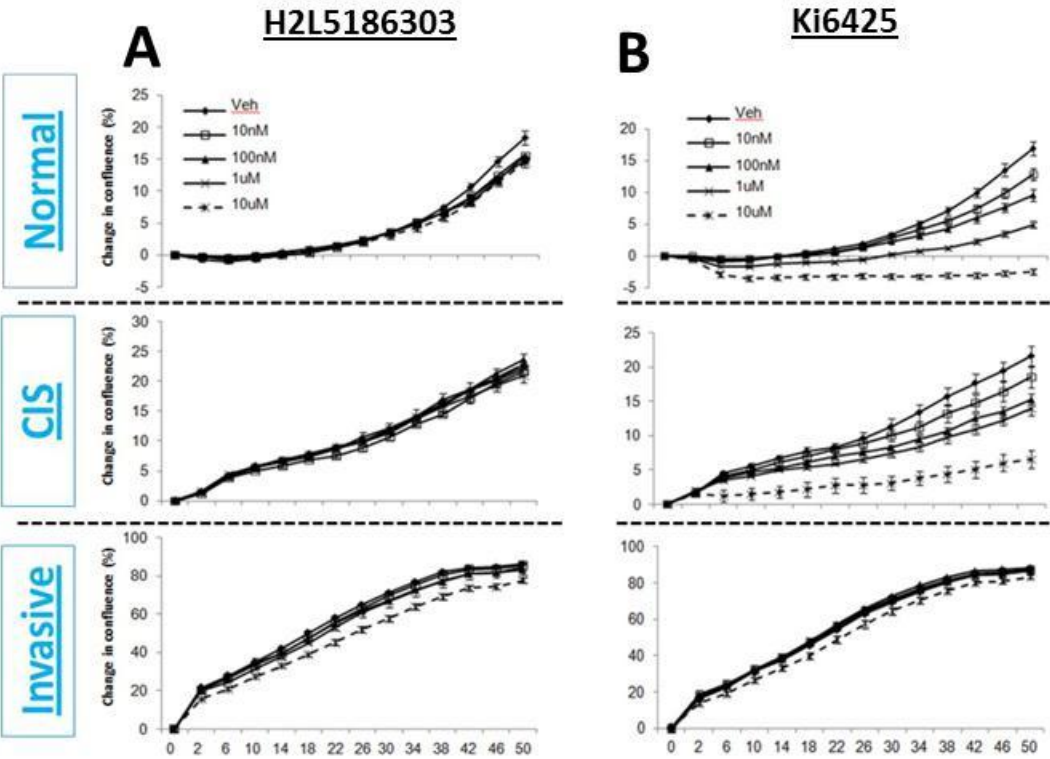 H2L5186303
Ki6425
A
B
Normal
Change in confluence (%)
25
20
15
10
5
0
-5
Veh
10nM
100nM
1uM
10uM
20
15
10
5
0
-5
Veh
10nM
100nM
1uM
10uM
CIS
Change in confluence (%)
30
25
20
15
10
5
0
25
20
15
10
5
0
Invasive
Change in confluence (%)
100
80
60
40
20
0
0 2 6 10 14 18 22 26 30 34 38 42 46 50
100
80
60
40
20
0
0 2 6 10 14 18 22 26 30 34 38 42 46 50